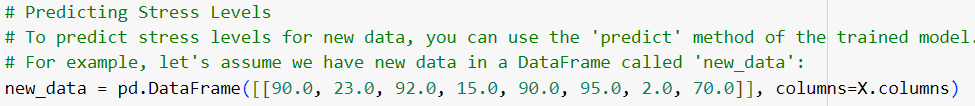 # Predicting Stress Levels
# To predict stress levels for new data, you can use the 'predict' method of the trained model.
# For example, let's assume we have new data in a DataFrame called 'new_data':
new_data = pd.DataFrame([[90.0, 23.0, 92.0, 15.0, 90.0, 95.0, 2.0, 70.0]], columns=X.columns)